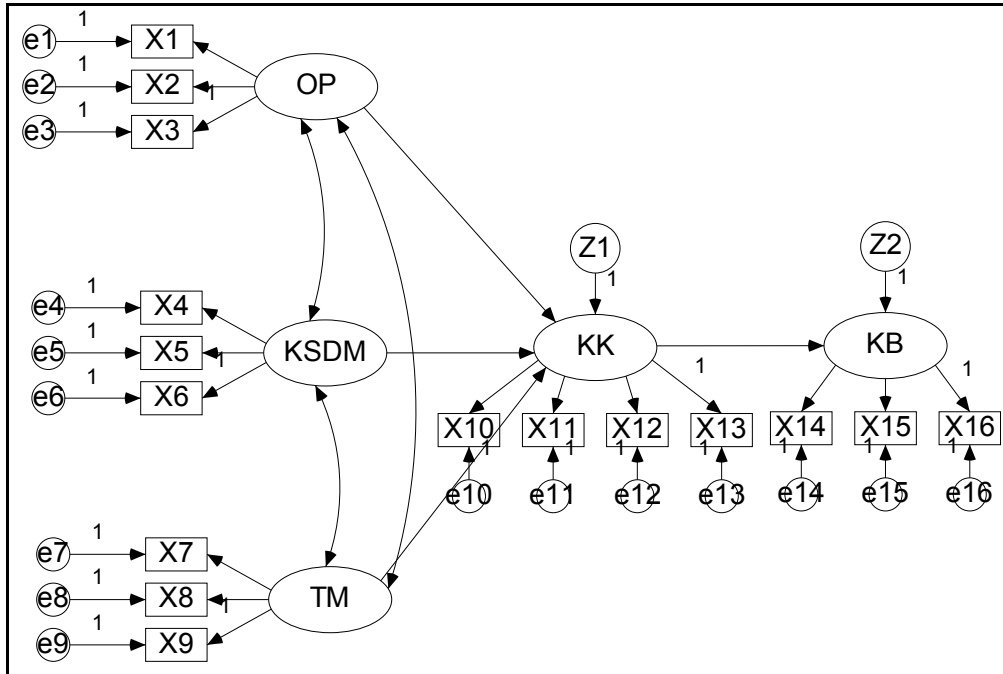 1
e1 X1
1
e2 X2 1 OP
1
e3 X3
Z1 Z2
1 1
1
e4 X4
1
e5 X5 1 KSDM KK KB
1
e6 X6 1 1
X10 X11 X12 X13 X14 X15 X16
1 1 1 1 1 1 1
e10 e11 e12 e13 e14 e15 e16
1
e7 X7
1
e8 X8 1 TM
1
e9 X9